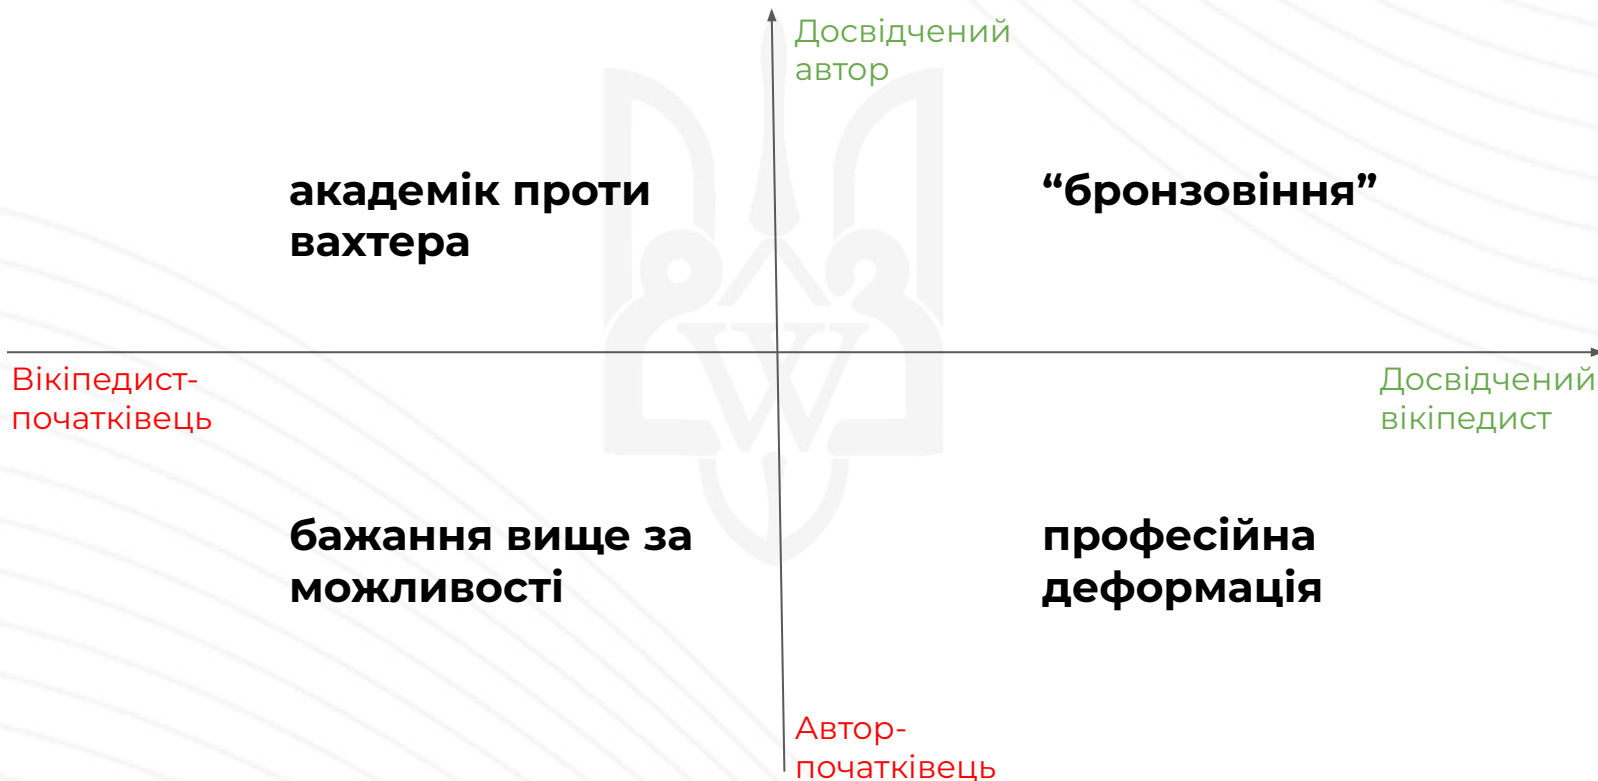 Досвідчений
автор
академік проти
вахтера
“бронзовіння”
Вікіпедист-
початківець
Досвідчений
вікіпедист
бажання вище за
можливості
професійна
деформація
Автор-
початківець
W